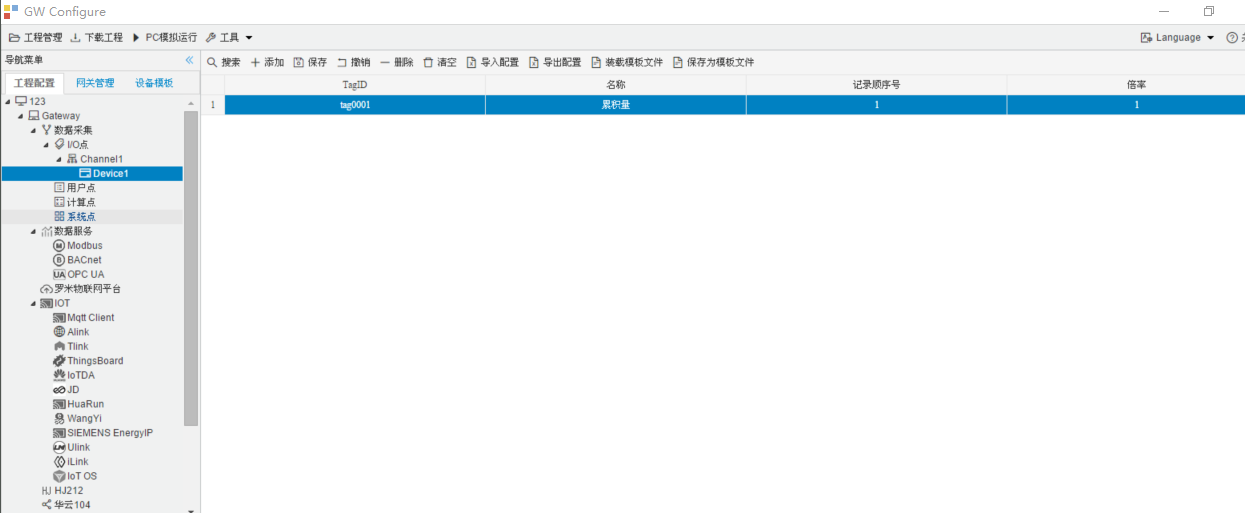 GW Configure
工程管理 下载工程 PC模拟运行 工具 Language
导航菜单 搜索 添加 保存 撤销 删除 清空 导入配置 导出配置 装载模板文件 保存为模板文件
工程配置 网关管理 设备模板
TagID 名称 记录顺序号 倍率
1 tag0001 累积量 1 1
123
Gateway
数据采集
I/O点
Channel1
Device1
用户点
计算点
系统点
数据服务
Modbus
BACnet
OPC UA
罗米物联网平台
IOT
Mqtt Client
Alink
Tlink
ThingsBoard
IoTDA
JD
HuaRun
WangYi
SIEMENS EnergyIP
Ulink
iLink
IoT OS
HJ212
华云104